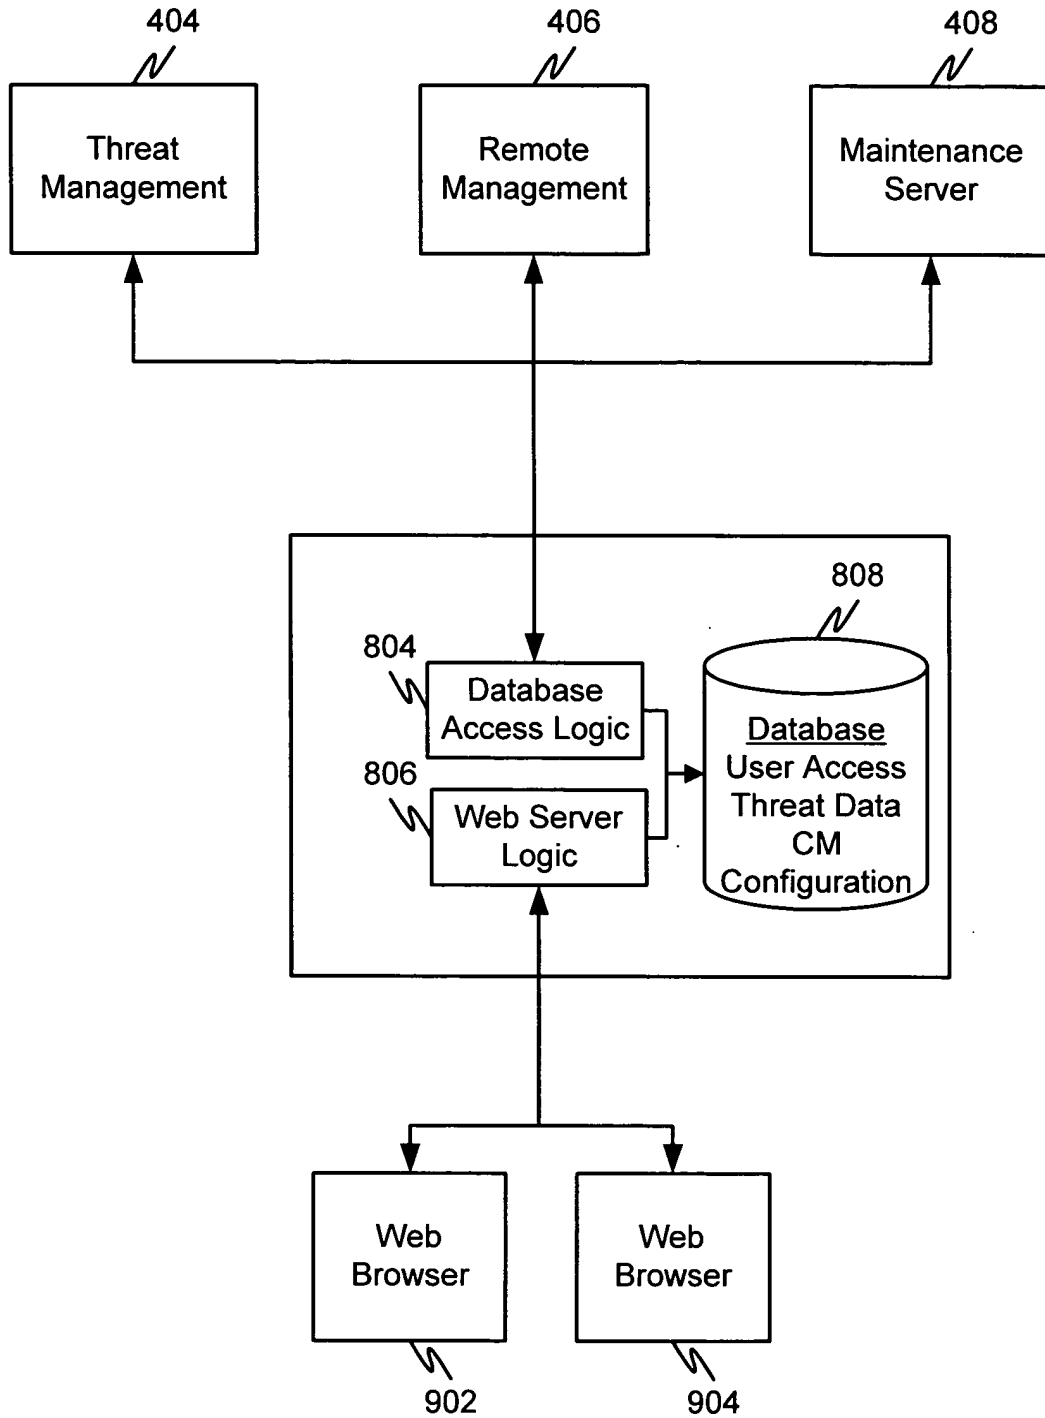 404
406
408
Threat
Management
Remote
Management
Maintenance
Server
808
804
Database
Access Logic
806
Web Server
Logic
Database
User Access
Threat Data
CM
Configuration
Web
Browser
Web
Browser
902
904